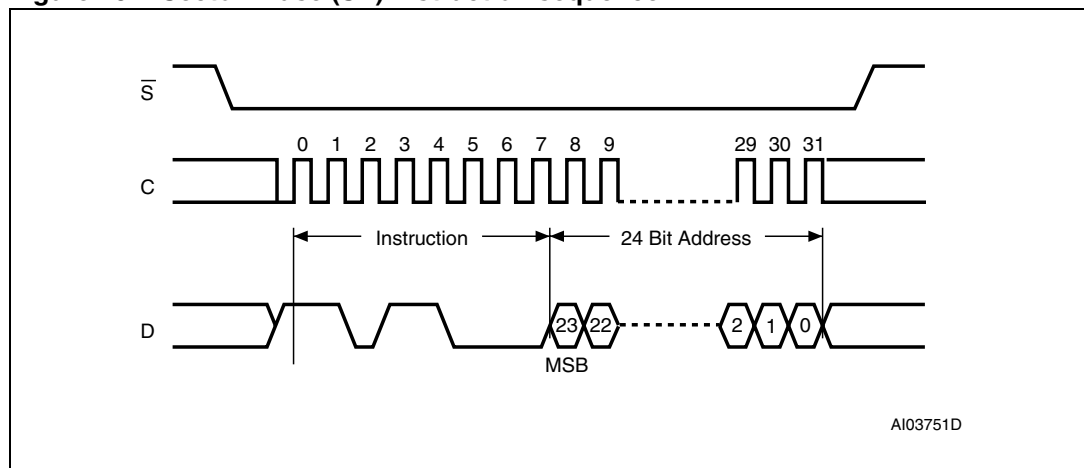 S
0 1 2 3 4 5 6 7 8 9 29 30 31
C
Instruction 24 Bit Address
D 23 22 2 1 0
MSB
AI03751D